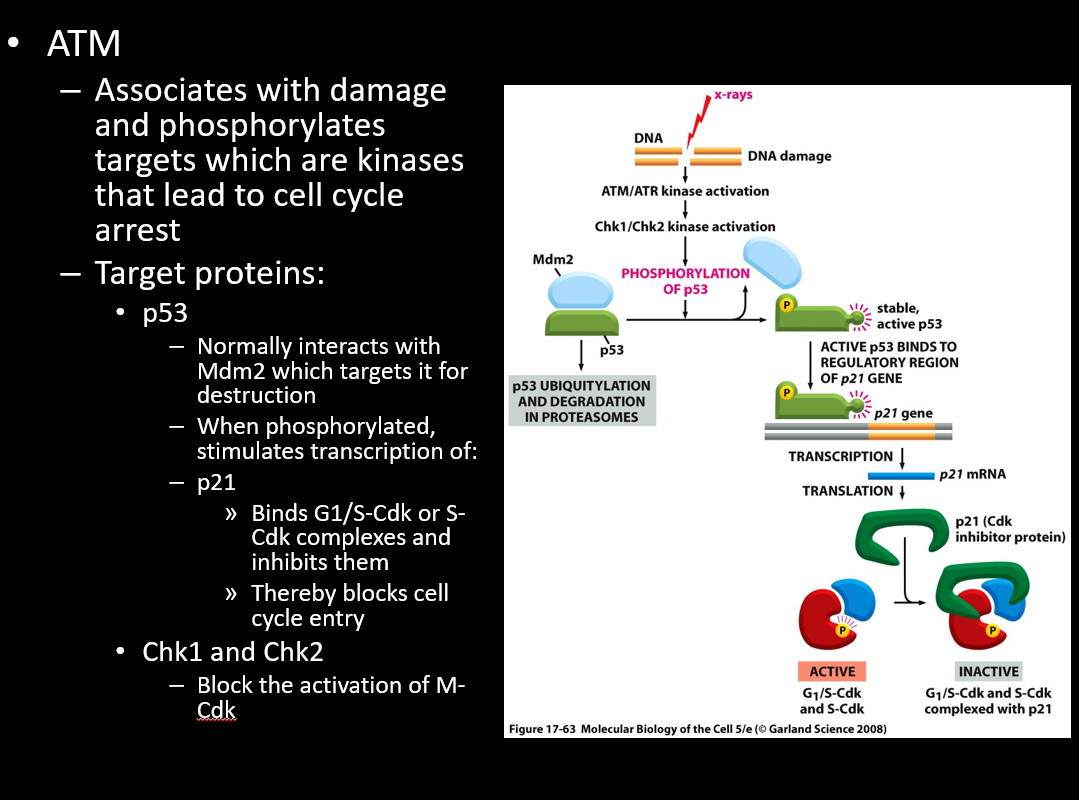 • ATM
– Associates with damage
and phosphorylates
targets which are kinases
that lead to cell cycle
arrest
– Target proteins:
• p53
– Normally interacts with
Mdm2 which targets it for
destruction
– When phosphorylated,
stimulates transcription of:
– p21
» Binds G1/S-Cdk or S-
Cdk complexes and
inhibits them
» Thereby blocks cell
cycle entry
• Chk1 and Chk2
– Block the activation of M-
Cdk
x-rays
DNA
DNA damage
ATM/ATR kinase activation
Chk1/Chk2 kinase activation
Mdm2
PHOSPHORYLATION
OF p53
P
stable,
active p53
p53
p53 UBIQUITYLATION
AND DEGRADATION
IN PROTEASOMES
ACTIVE p53 BINDS TO
REGULATORY REGION
OF p21 GENE
P
p21 gene
TRANSCRIPTION
p21 mRNA
TRANSLATION
p21 (Cdk
inhibitor protein)
P
P
ACTIVE
INACTIVE
G1/S-Cdk
and S-Cdk
G1/S-Cdk and S-Cdk
complexed with p21
Figure 17-63 Molecular Biology of the Cell 5/e (© Garland Science 2008)